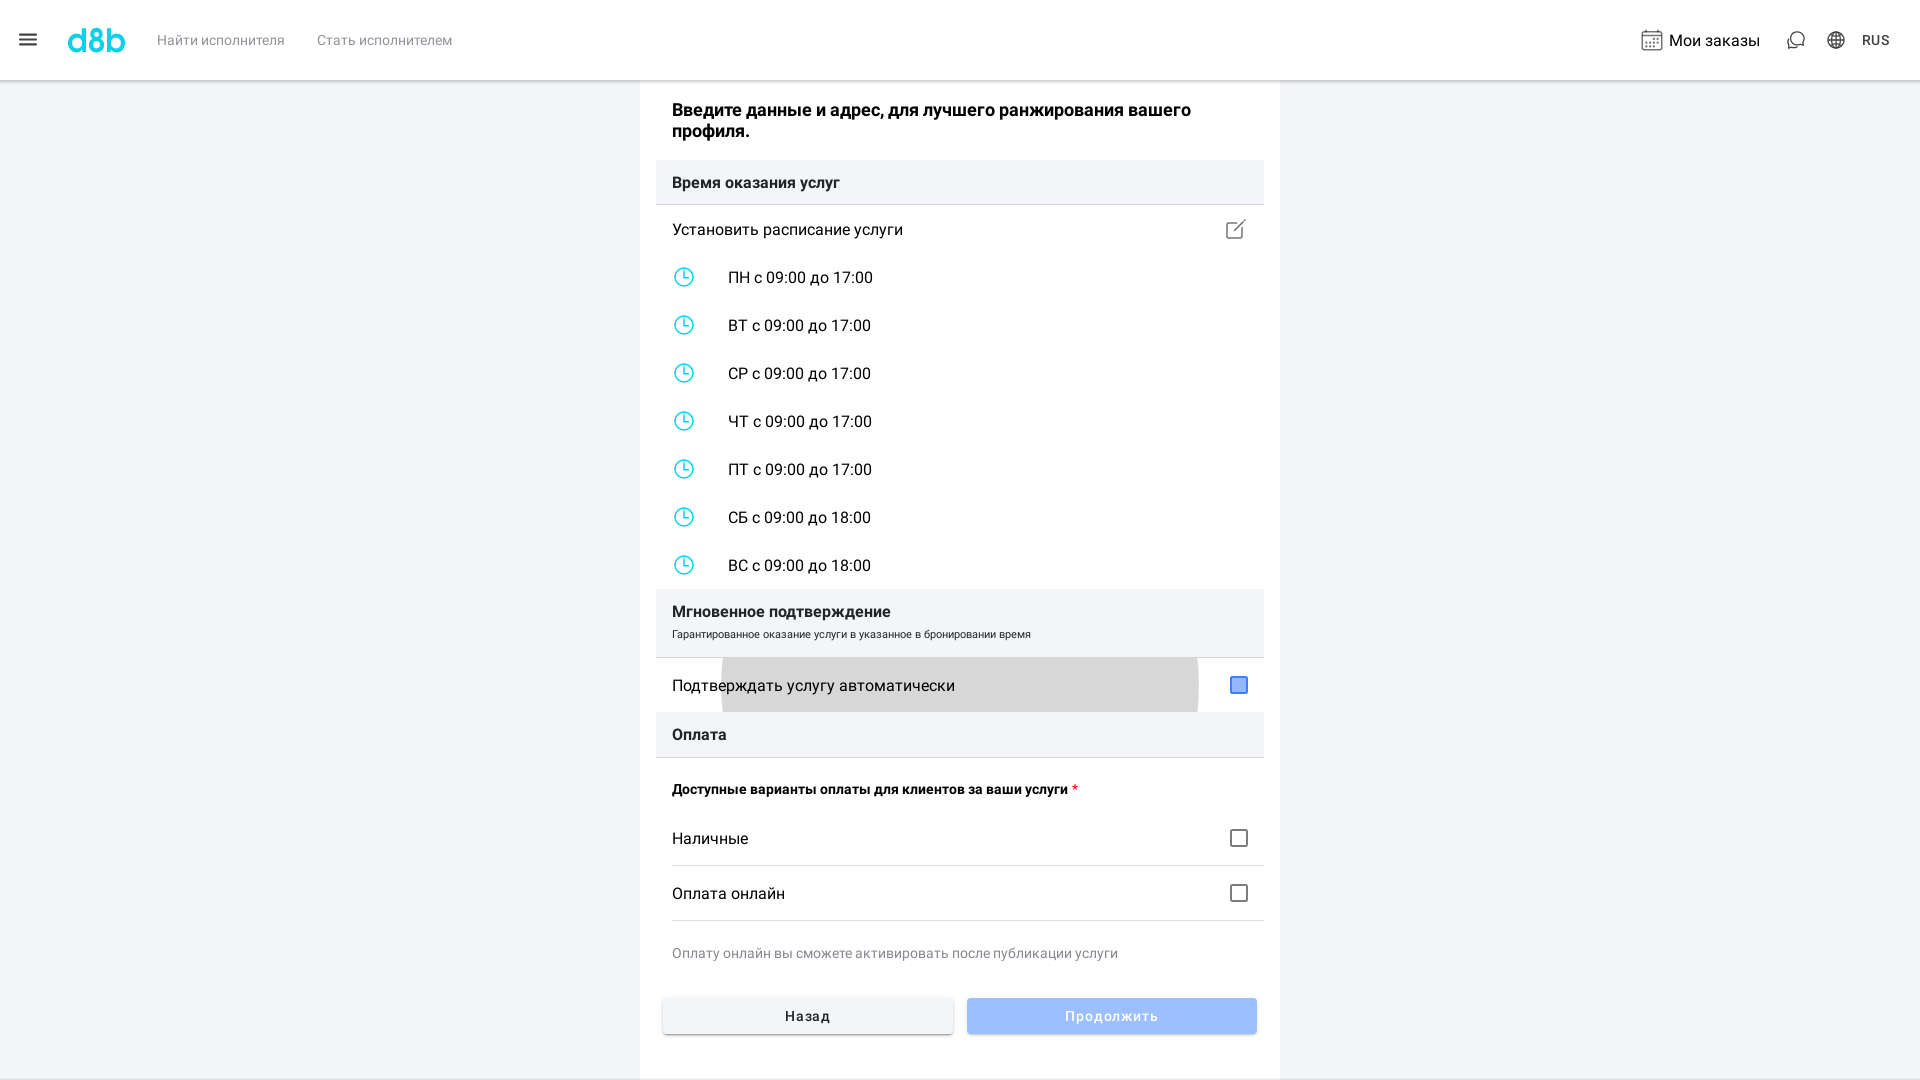 d8b
Найти исполнителя
Стать исполнителем
Мои заказы
RUS
Введите данные и адрес, для лучшего ранжирования вашего
профиля.
Время оказания услуг
Установить расписание услуги
ПН с 09:00 до 17:00
ВТ с 09:00 до 17:00
СР с 09:00 до 17:00
ЧТ с 09:00 до 17:00
ПТ с 09:00 до 17:00
СБ с 09:00 до 18:00
ВС с 09:00 до 18:00
Мгновенное подтверждение
Гарантированное оказание услуги в указанное в бронировании время
Подтверждать услугу автоматически
Оплата
Доступные варианты оплаты для клиентов за ваши услуги *
Наличные
Оплата онлайн
Оплату онлайн вы сможете активировать после публикации услуги
Назад
Продолжить